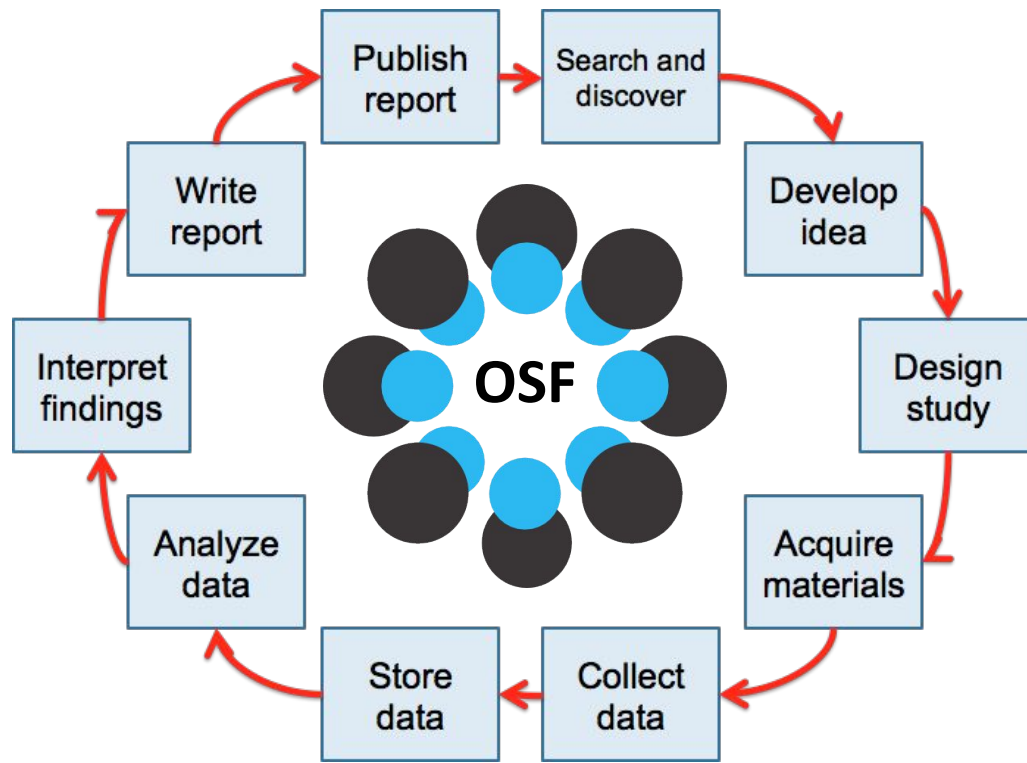 Publish
report
Search and
discover
Develop
idea
Design
study
Acquire
materials
Collect
data
Store
data
Analyze
data
Interpret
findings
Write
report
OSF